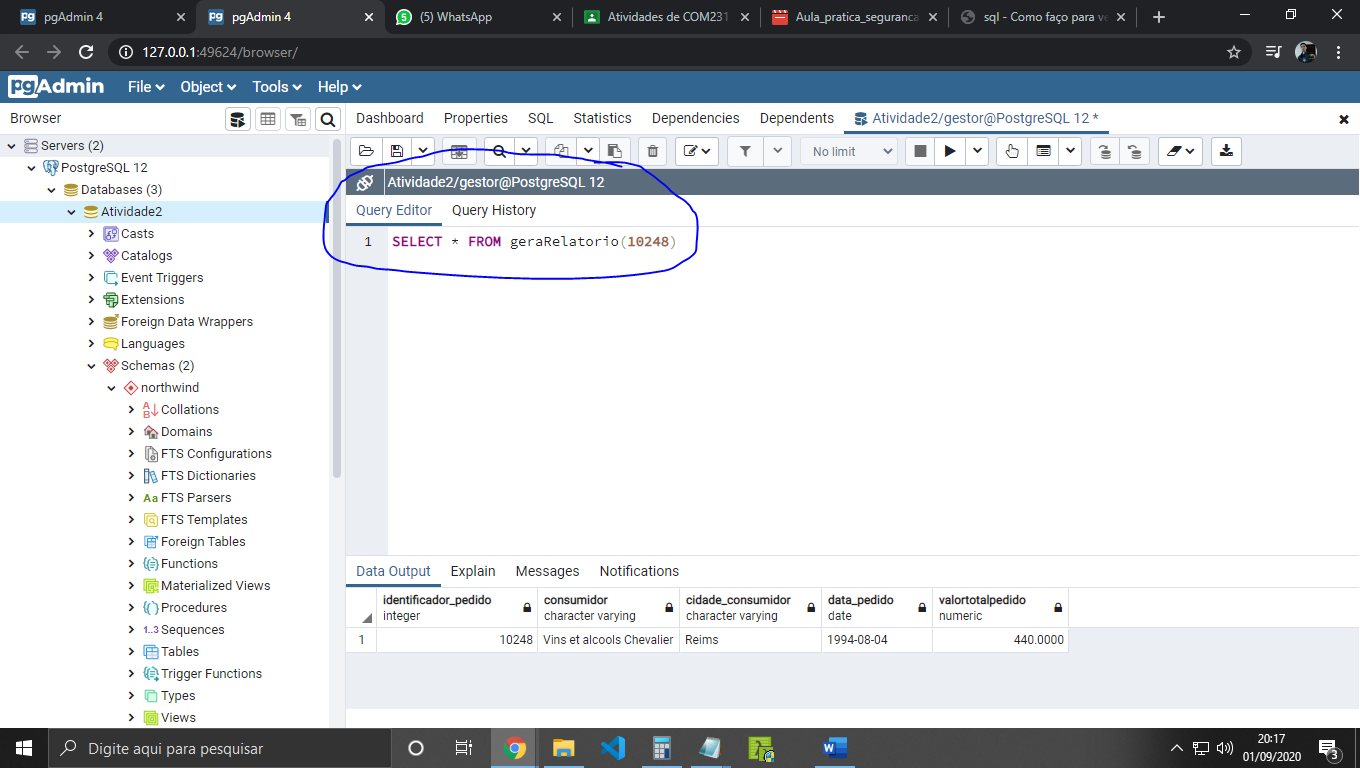 pgAdmin 4
pgAdmin 4
(5) WhatsApp
Atividades de COM231
Aula_pratica_seguranca
sql - Como faço para ve
127.0.0.1:49624/browser/
pgAdmin File Object Tools Help
Browser
Dashboard Properties SQL Statistics Dependencies Dependents Atividade2/gestor@PostgreSQL 12 *
No limit
Servers (2)
PostgreSQL 12
Databases (3)
Atividade2
Casts
Catalogs
Event Triggers
Extensions
Foreign Data Wrappers
Languages
Schemas (2)
northwind
Collations
Domains
FTS Configurations
FTS Dictionaries
FTS Parsers
FTS Templates
Foreign Tables
Functions
Materialized Views
Procedures
Sequences
Tables
Trigger Functions
Types
Views
Atividade2/gestor@PostgreSQL 12
Query Editor Query History
1 SELECT * FROM geraRelatorio(10248)
Data Output Explain Messages Notifications
identificador_pedido consumidor cidade_consumidor data_pedido valortotalpedido
integer character varying character varying date numeric
1 10248 Vins et alcools Chevalier Reims 1994-08-04 440.0000
Digite aqui para pesquisar
20:17
01/09/2020
3